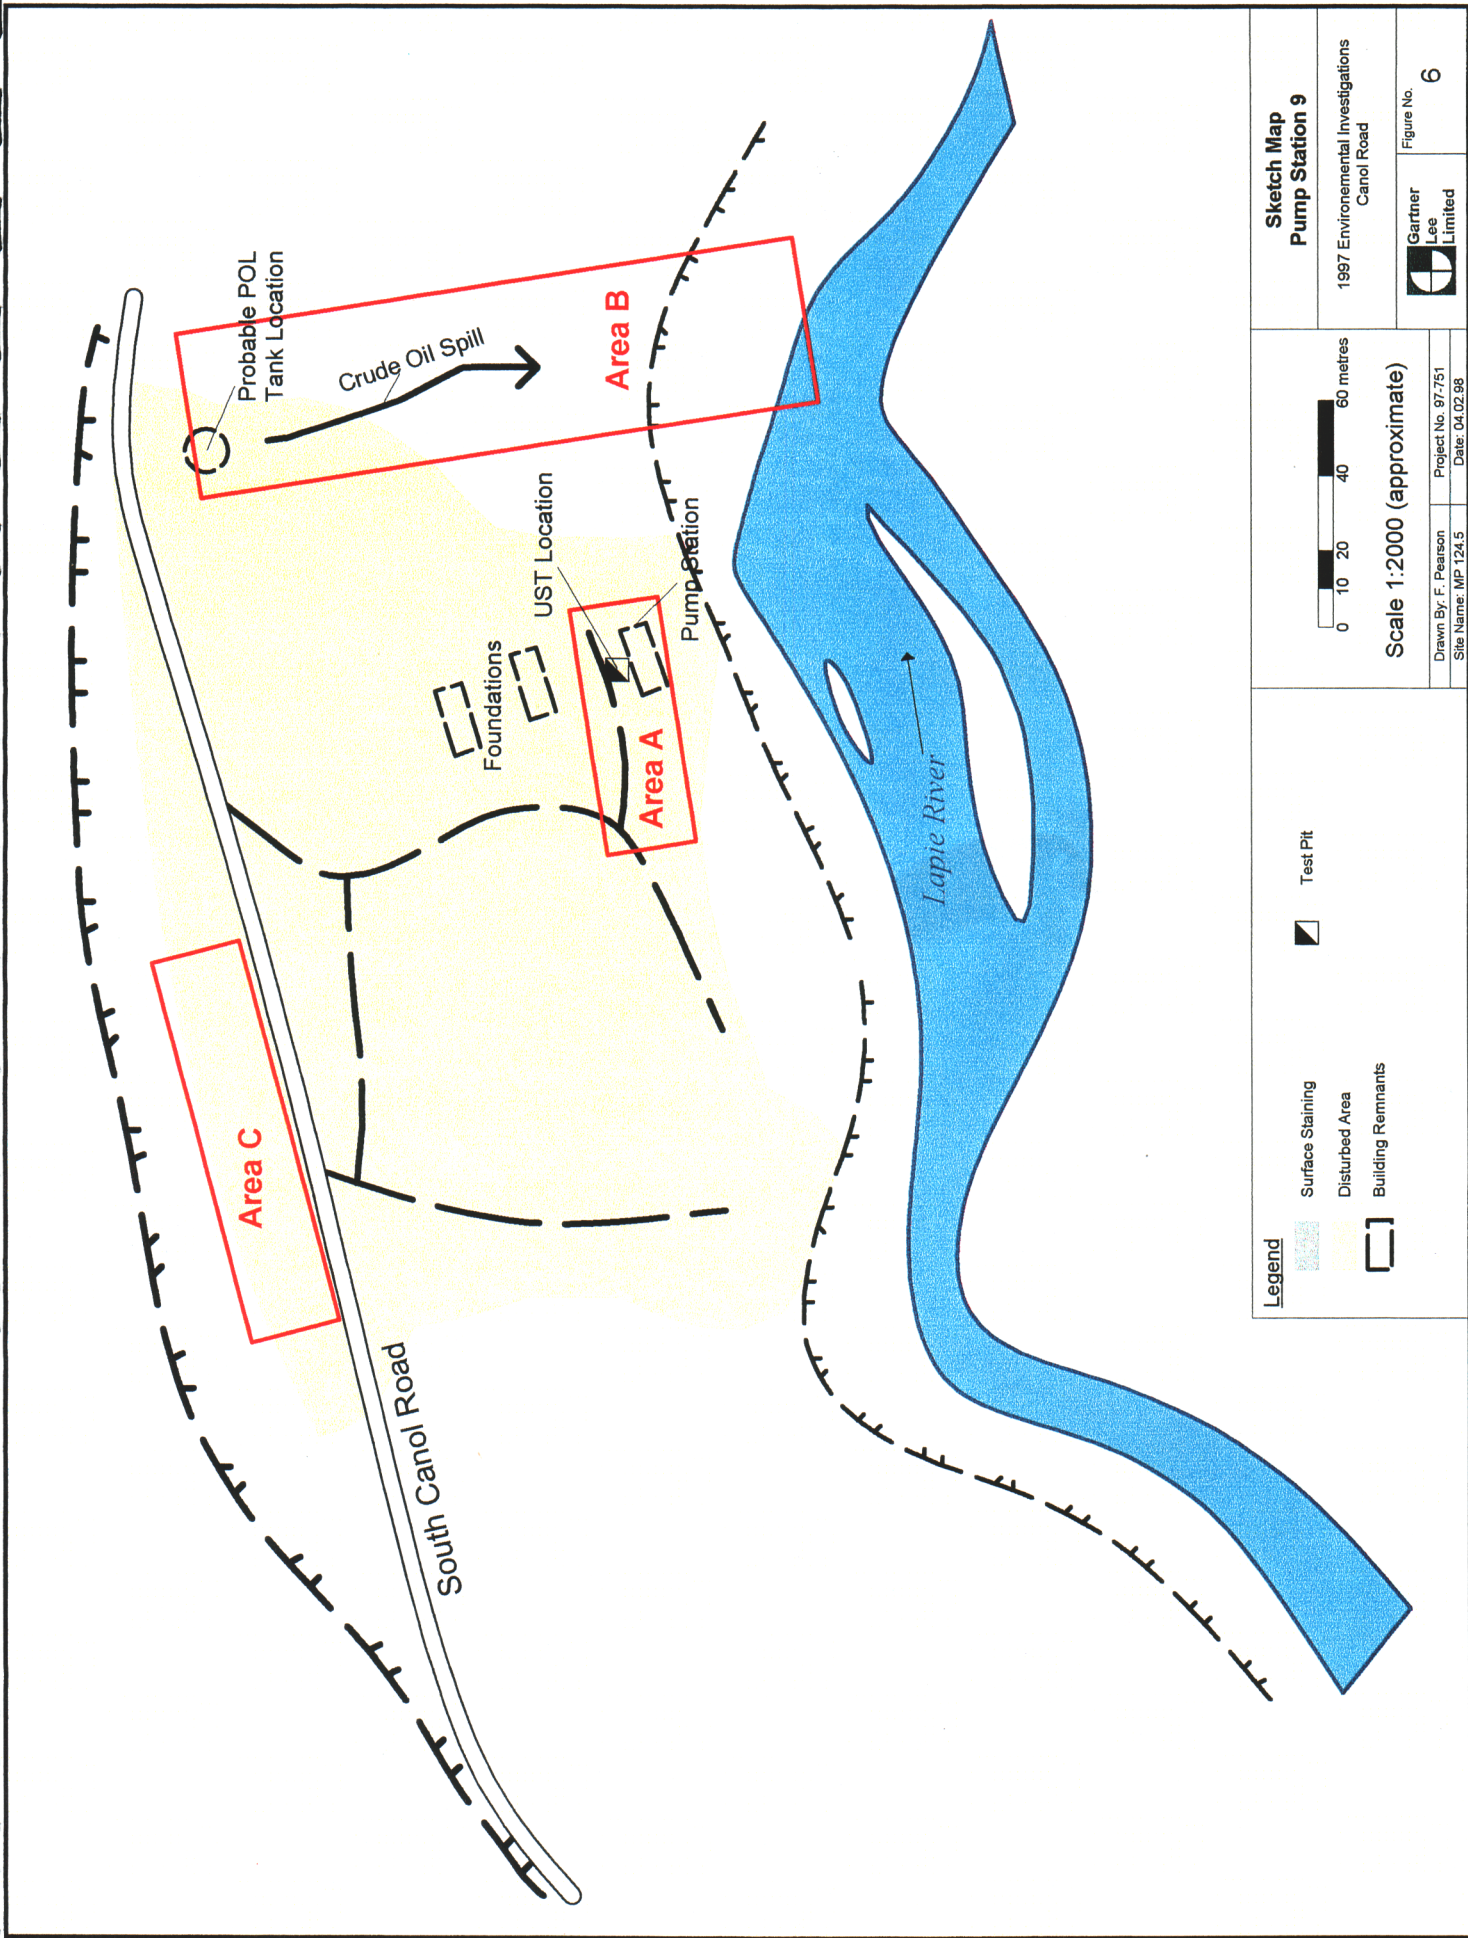 Probable POL
Tank Location
Crude Oil Spill
Area B
UST Location
Pump Station
Foundations
Area A
Area C
South Canol Road
Lapie River
Legend
Surface Staining
Disturbed Area
Building Remnants
Test Pit
0 10 20 40 60 metres
Scale 1:2000 (approximate)
Drawn By: F. Pearson
Project No. 97-751
Site Name: MP 124.5
Date: 04.02.98
Sketch Map
Pump Station 9
1997 Environemental Investigations
Canol Road
Gartner
Lee
Limited
Figure No.
6